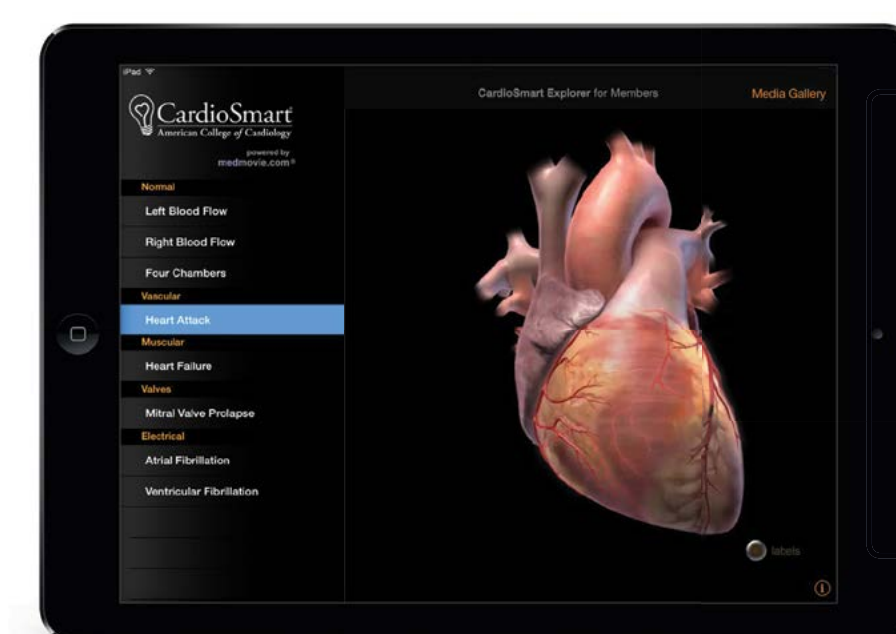 iPad
CardioSmart
American College of Cardiology
powered by
medmovie.com®
CardioSmart Explorer for Members
Media Gallery
Normal
Left Blood Flow
Right Blood Flow
Four Chambers
Vascular
Heart Attack
Muscular
Heart Failure
Valves
Mitral Valve Prolapse
Electrical
Atrial Fibrillation
Ventricular Fibrillation
labels
i